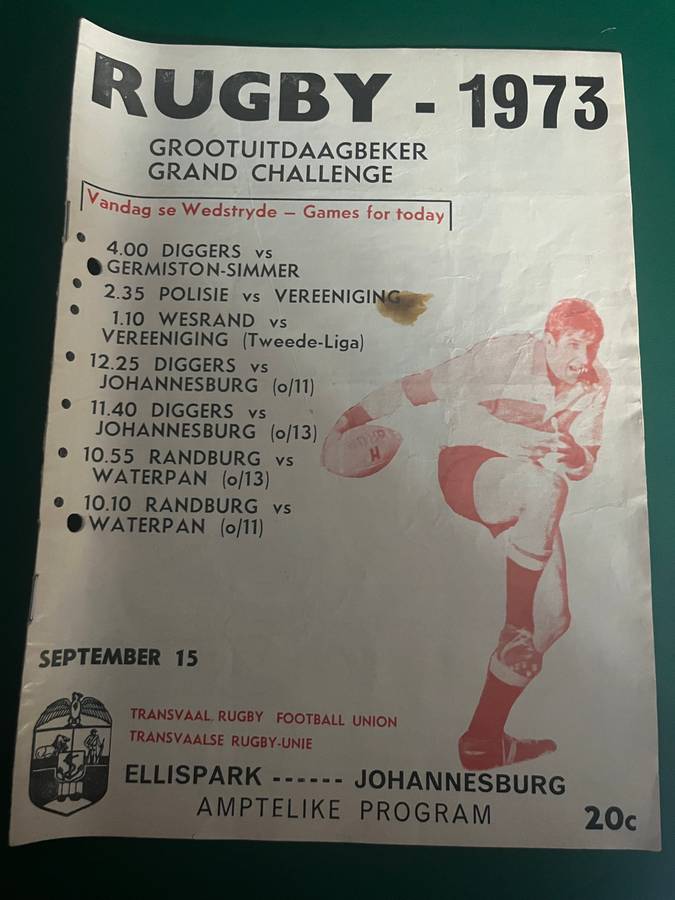 RUGBY - 1973
GROOTUITDAAGBEKER
GRAND CHALLENGE
Vandag se Wedstryde – Games for today
4.00 DIGGERS vs
GERMISTON-SIMMER
2.35 POLISIE vs VEREENIGING
1.10 WESRAND vs
VEREENIGING (Tweede-Liga)
12.25 DIGGERS vs
JOHANNESBURG (o/11)
11.40 DIGGERS vs
JOHANNESBURG (o/13)
10.55 RANDBURG vs
WATERPAN (o/13)
10.10 RANDBURG vs
WATERPAN (o/11)
SEPTEMBER 15
TRANSVAAL RUGBY FOOTBALL UNION
TRANSVAALSE RUGBY-UNIE
ELLISPARK ------ JOHANNESBURG
AMPTELIKE PROGRAM
20c